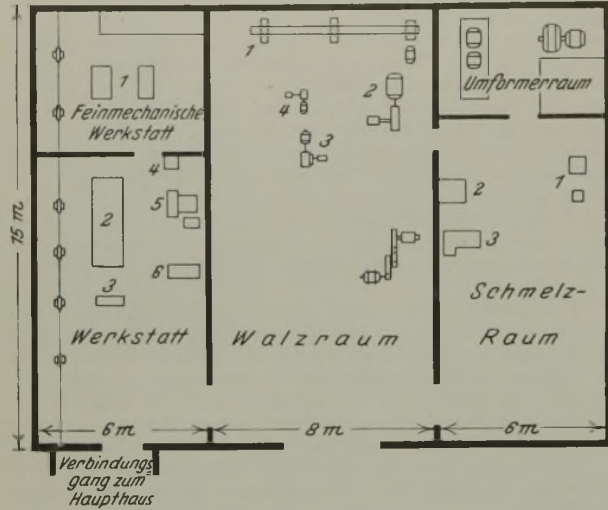 1
Feinmechanische
Werkstatt
4
2
5
3
6
Werkstatt
1
2
4
3
Walzraum
Umformerraum
1
2
3
Schmelz-
Raum
15 m
6 m
8 m
6 m
Verbindungs=
gang zum
Haupthaus